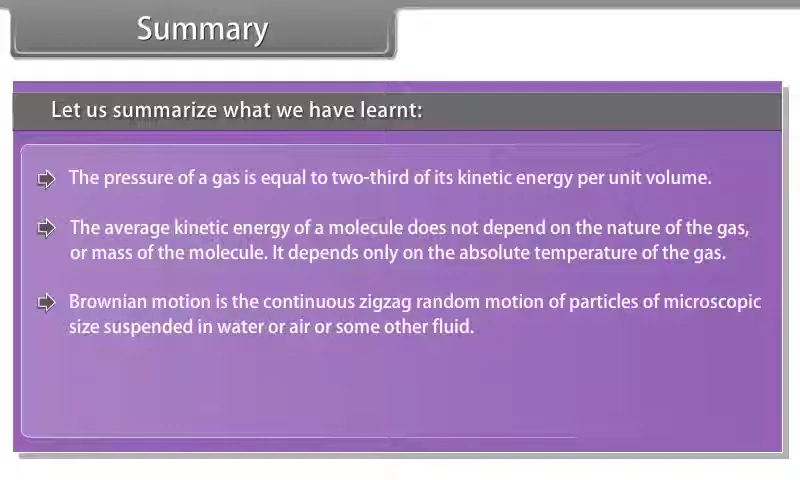 Summary
Let us summarize what we have learnt:
The pressure of a gas is equal to two-third of its kinetic energy per unit volume.
The average kinetic energy of a molecule does not depend on the nature of the gas,
or mass of the molecule. It depends only on the absolute temperature of the gas.
Brownian motion is the continuous zigzag random motion of particles of microscopic
size suspended in water or air or some other fluid.